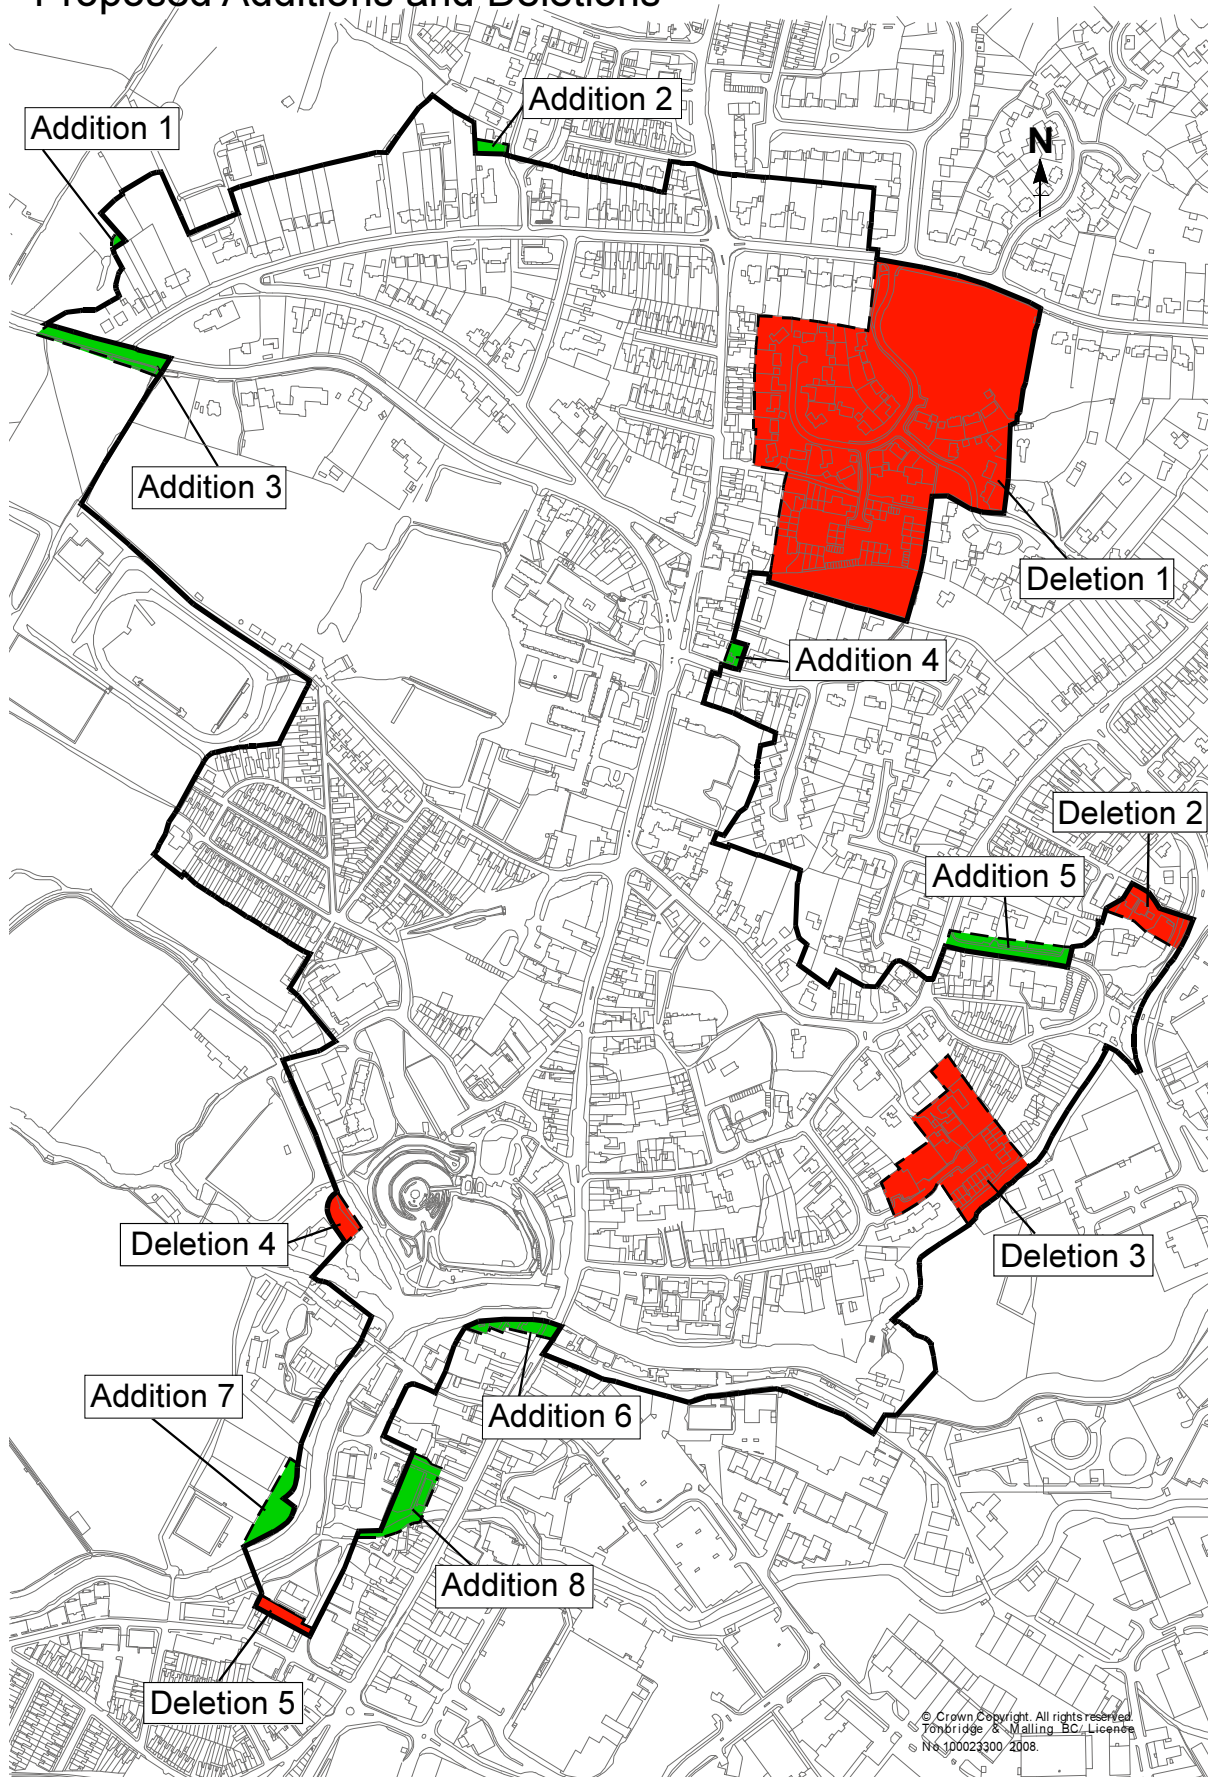 Proposed Additions and Deletions
Addition 2
Addition 1
N
Addition 3
Deletion 1
Addition 4
Deletion 2
Addition 5
Deletion 4
Deletion 3
Addition 7
Addition 6
Addition 8
Deletion 5
© Crown Copyright. All rights reserved.
Tonbridge & Malling BC Licence
No 100023300 2008.